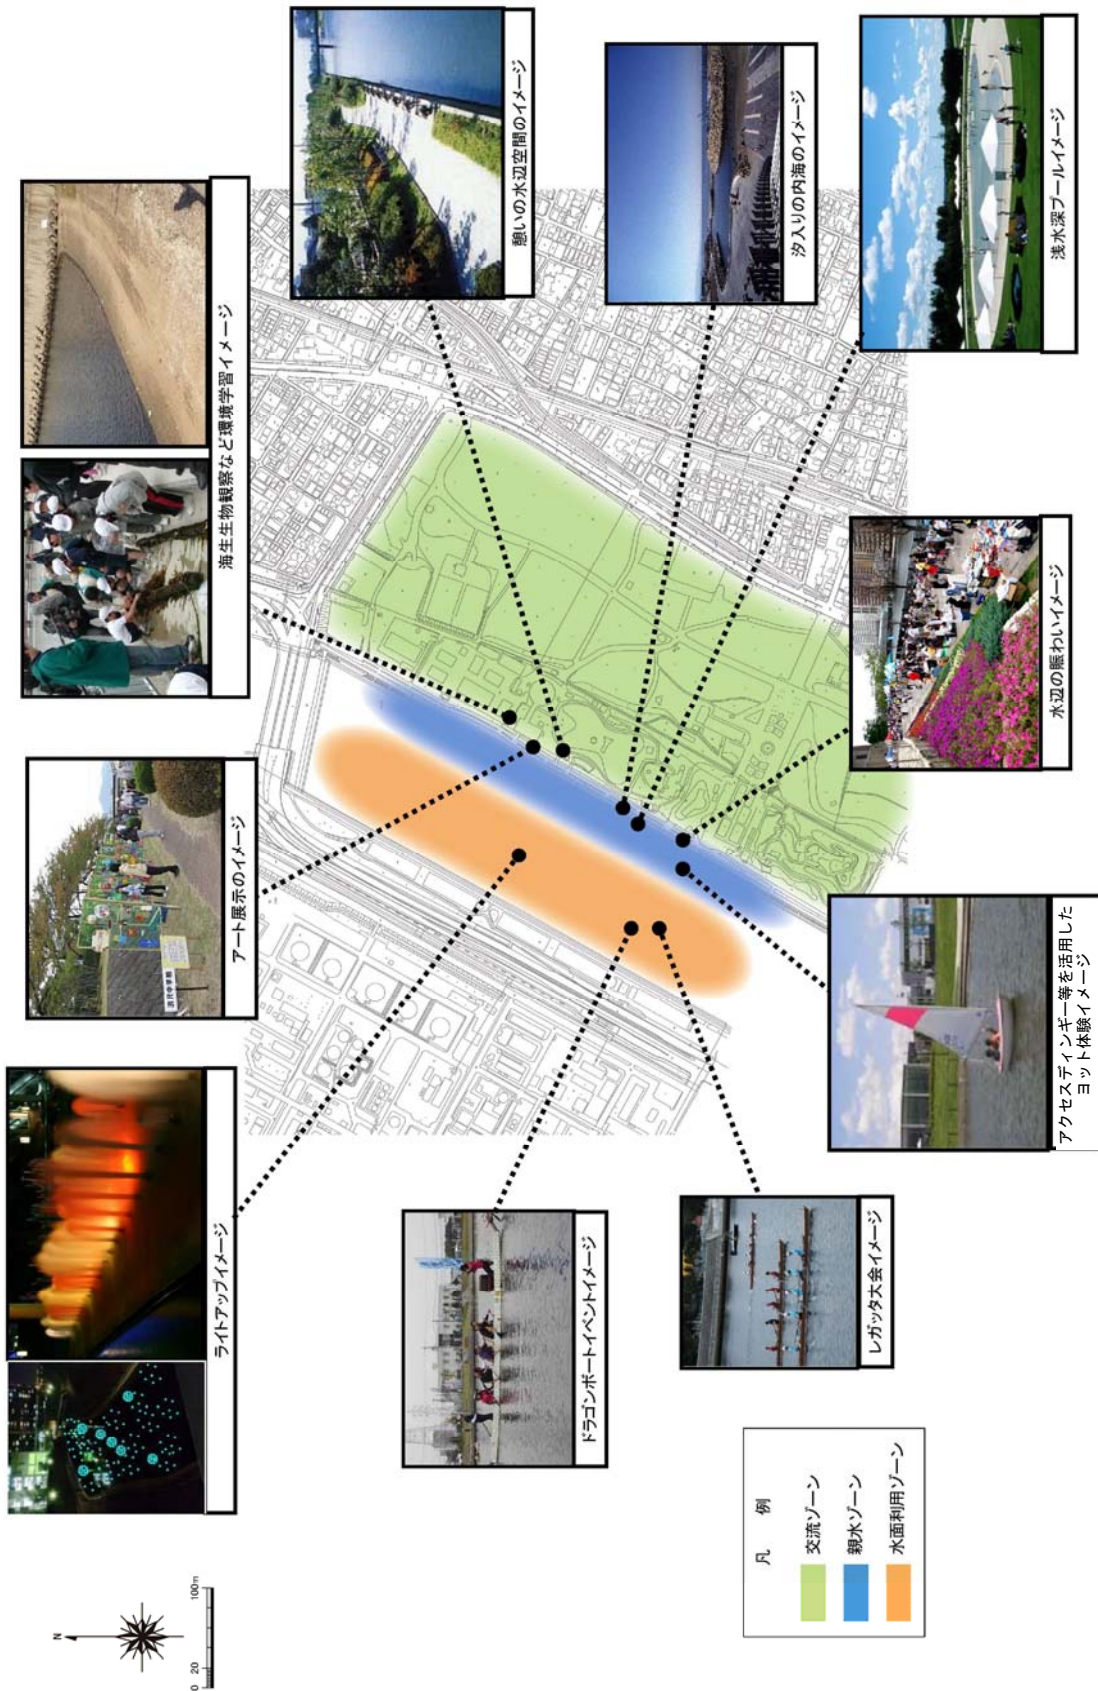 海生生物観察など環境学習イメージ
憩いの水辺空間のイメージ
汐入りの内海のイメージ
浅水深プールイメージ
水辺の賑わいイメージ
アクセスディンギー等を活用した
ヨット体験イメージ
アート展示のイメージ
ライトアップイメージ
ドラゴンボートイベントイメージ
レガッタ大会イメージ
凡 例
交流ゾーン
親水ゾーン
水面利用ゾーン
N
0 20 100m